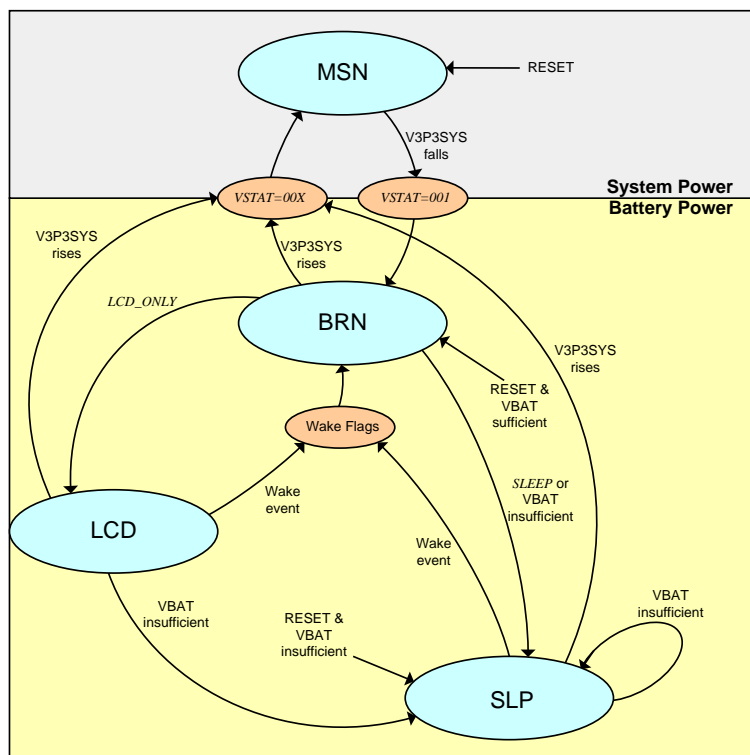 MSN
RESET
V3P3SYS
falls
VSTAT=00X
VSTAT=001
System Power
Battery Power
V3P3SYS
rises
V3P3SYS
rises
LCD_ONLY
BRN
V3P3SYS
rises
RESET &
VBAT
sufficient
Wake Flags
SLEEP or
VBAT
insufficient
Wake
event
LCD
Wake
event
VBAT
insufficient
RESET &
VBAT
insufficient
VBAT
insufficient
SLP